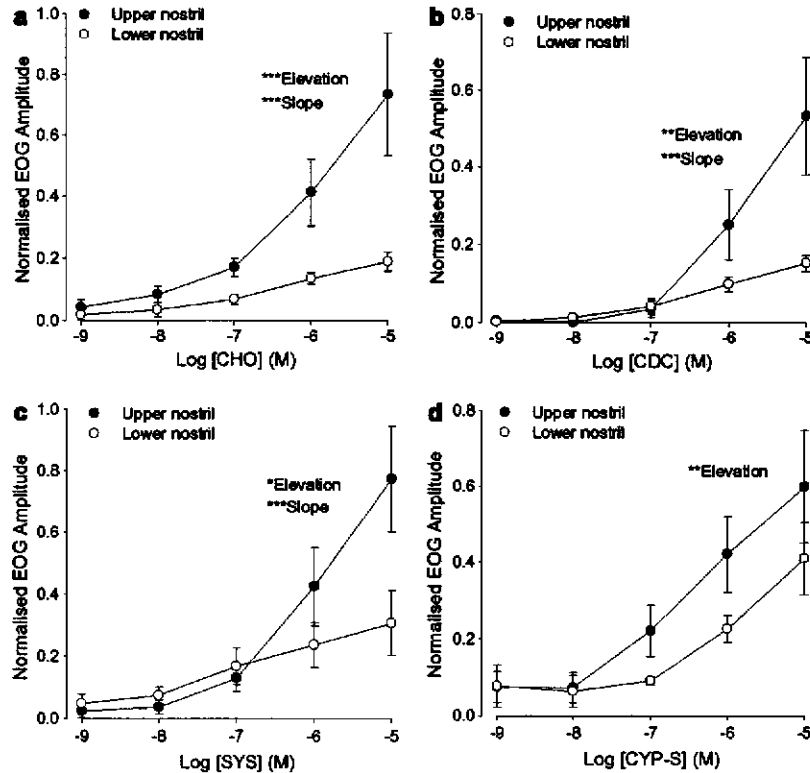 a
Upper nostril
Lower nostril
***Elevation
***Slope
Normalised EOG Amplitude
1.0
0.8
0.6
0.4
0.2
0.0
-9 -8 -7 -6 -5
Log [CHO] (M)
b
Upper nostril
Lower nostril
**Elevation
***Slope
Normalised EOG Amplitude
0.8
0.6
0.4
0.2
0.0
-9 -8 -7 -6 -5
Log [CDC] (M)
c
Upper nostril
Lower nostril
*Elevation
***Slope
Normalised EOG Amplitude
1.0
0.8
0.6
0.4
0.2
0.0
-9 -8 -7 -6 -5
Log [SYS] (M)
d
Upper nostril
Lower nostril
**Elevation
Normalised EOG Amplitude
0.8
0.6
0.4
0.2
0.0
-9 -8 -7 -6 -5
Log [CYP-S] (M)